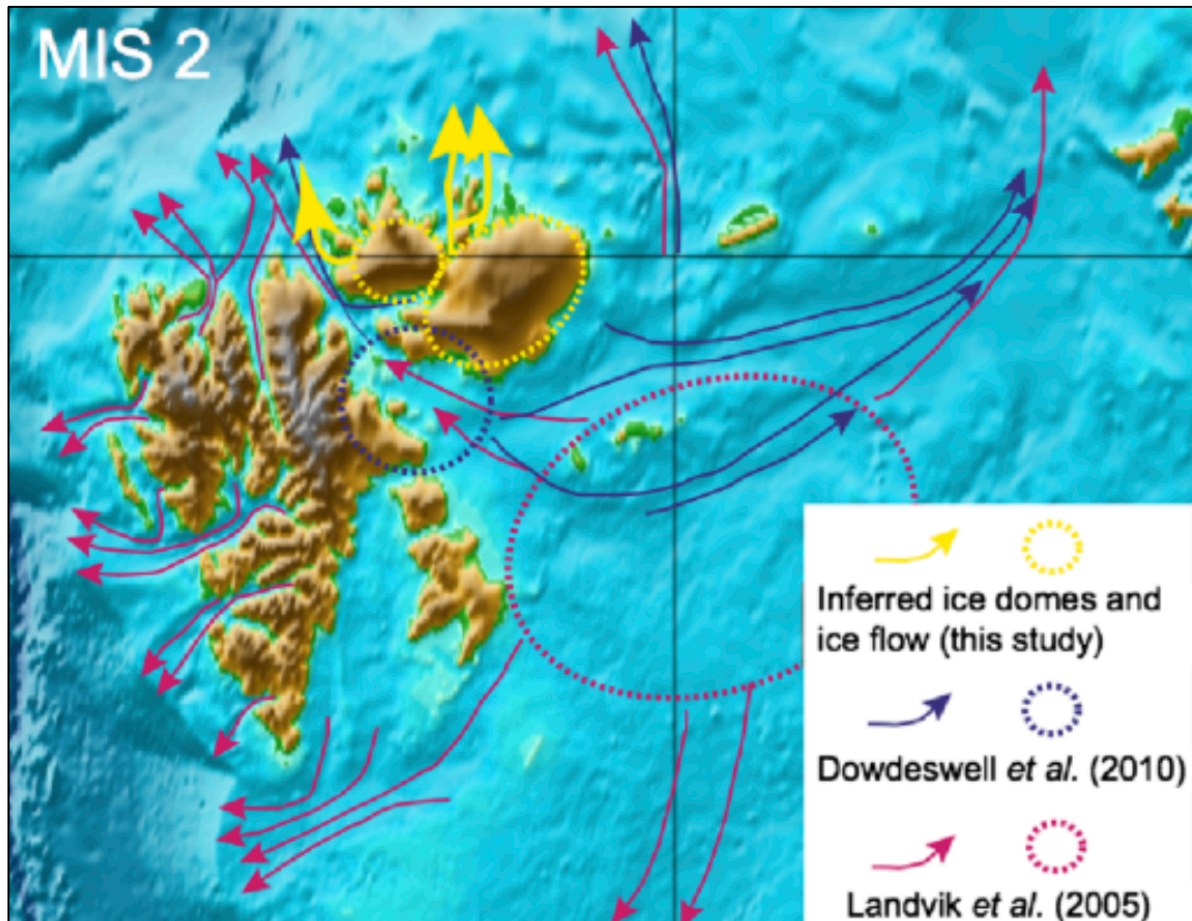 MIS 2
Inferred ice domes and
ice flow (this study)
Dowdeswell et al. (2010)
Landvik et al. (2005)